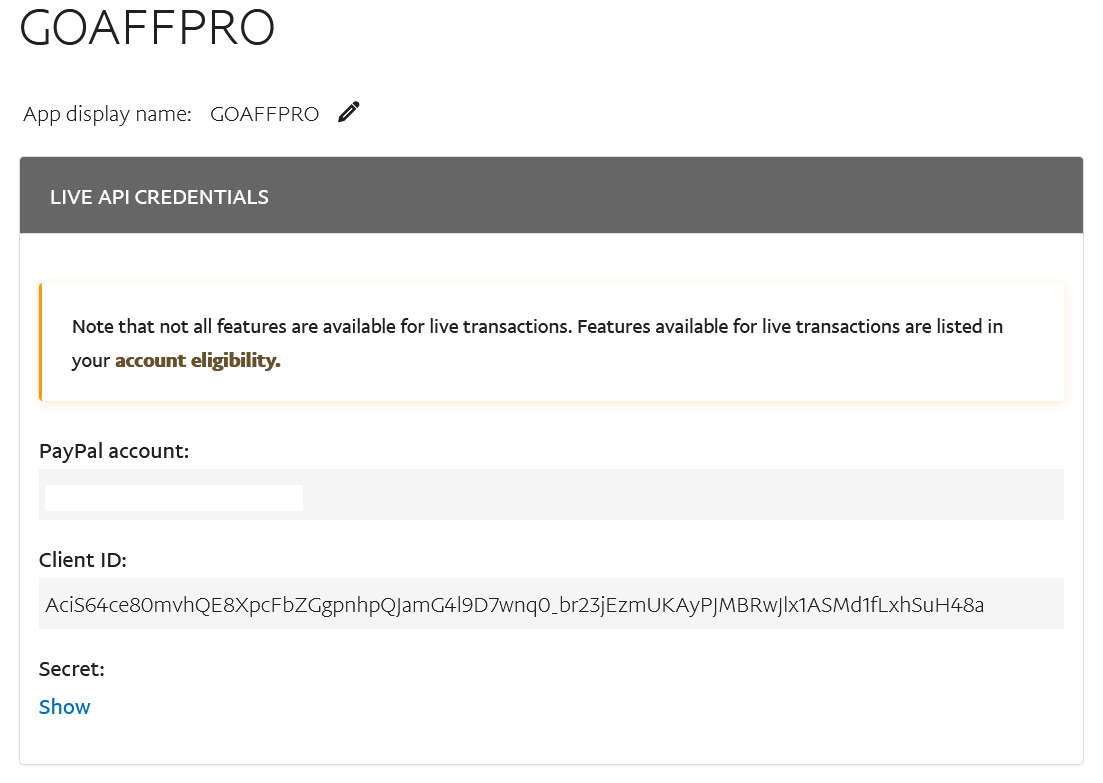 GOAFFPRO
App display name: GOAFFPRO
LIVE API CREDENTIALS
Note that not all features are available for live transactions. Features available for live transactions are listed in
your account eligibility.
PayPal account:
Client ID:
AciS64ce80mvhQE8XpcFbZGgpnhpQJamG4l9D7wnq0_br23jEzmUKAyPJMBRwJlx1ASMd1fLxhSuH48a
Secret:
Show